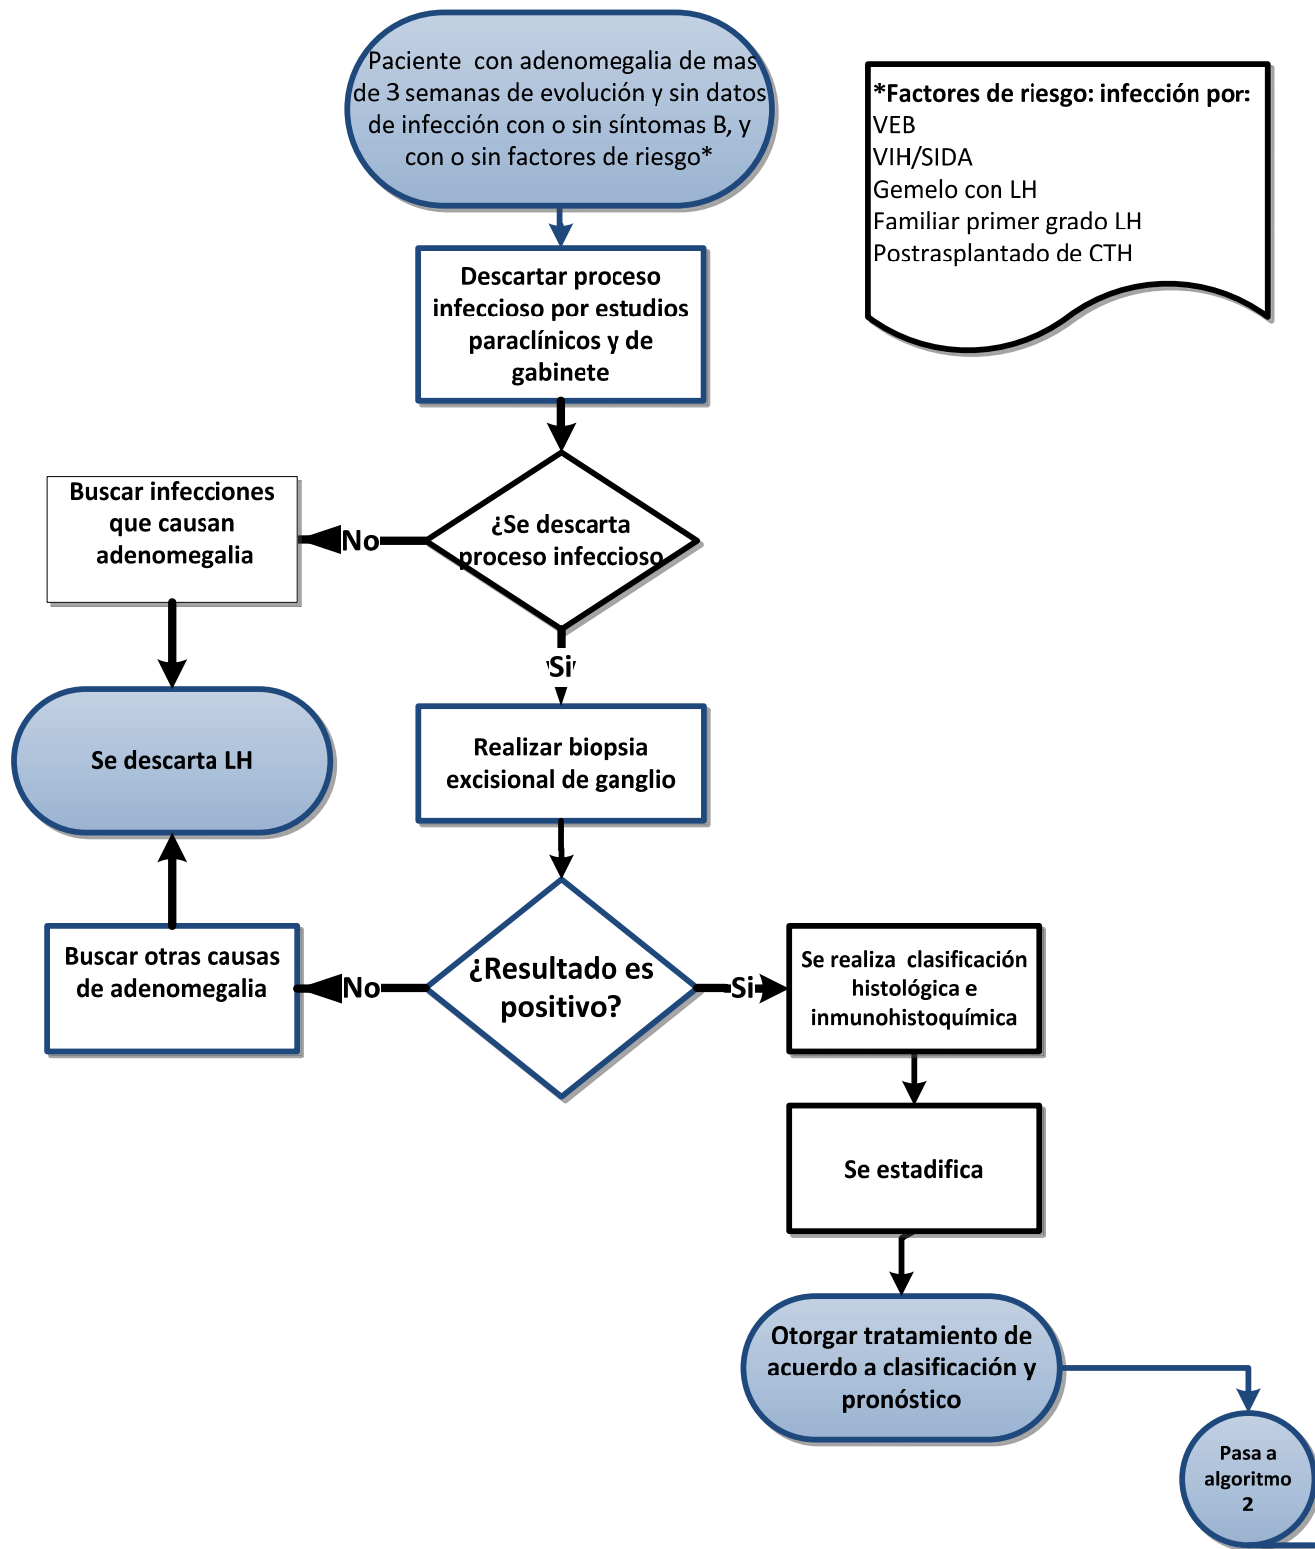 Paciente con adenomegalia de mas
de 3 semanas de evolución y sin datos
de infección con o sin síntomas B, y
con o sin factores de riesgo*
*Factores de riesgo: infección por:
VEB
VIH/SIDA
Gemelo con LH
Familiar primer grado LH
Postrasplantado de CTH
Descartar proceso
infeccioso por estudios
paraclínicos y de
gabinete
¿Se descarta
proceso infeccioso
No
Buscar infecciones
que causan
adenomegalia
Si
Se descarta LH
Realizar biopsia
excisional de ganglio
¿Resultado es
positivo?
No
Buscar otras causas
de adenomegalia
Si
Se realiza clasificación
histológica e
inmunohistoquímica
Se estadifica
Otorgar tratamiento de
acuerdo a clasificación y
pronóstico
Pasa a
algoritmo
2